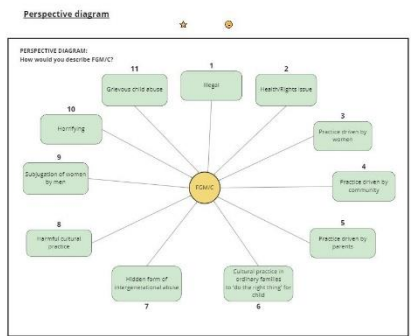 Perspective diagram
PERSPECTIVE DIAGRAM:
How would you describe FGM/C?
1
Illegal
2
Health/Rights issue
3
Practice driven by
women
4
Practice driven by
community
5
Practice driven by
parents
6
Cultural practice in
ordinary families
to 'do the right thing' for
child
7
Hidden form of
intergenerational abuse
8
Harmful cultural
practice
9
Subjugation of women
by men
10
Horrifying
11
Grievous child abuse
FGM/C